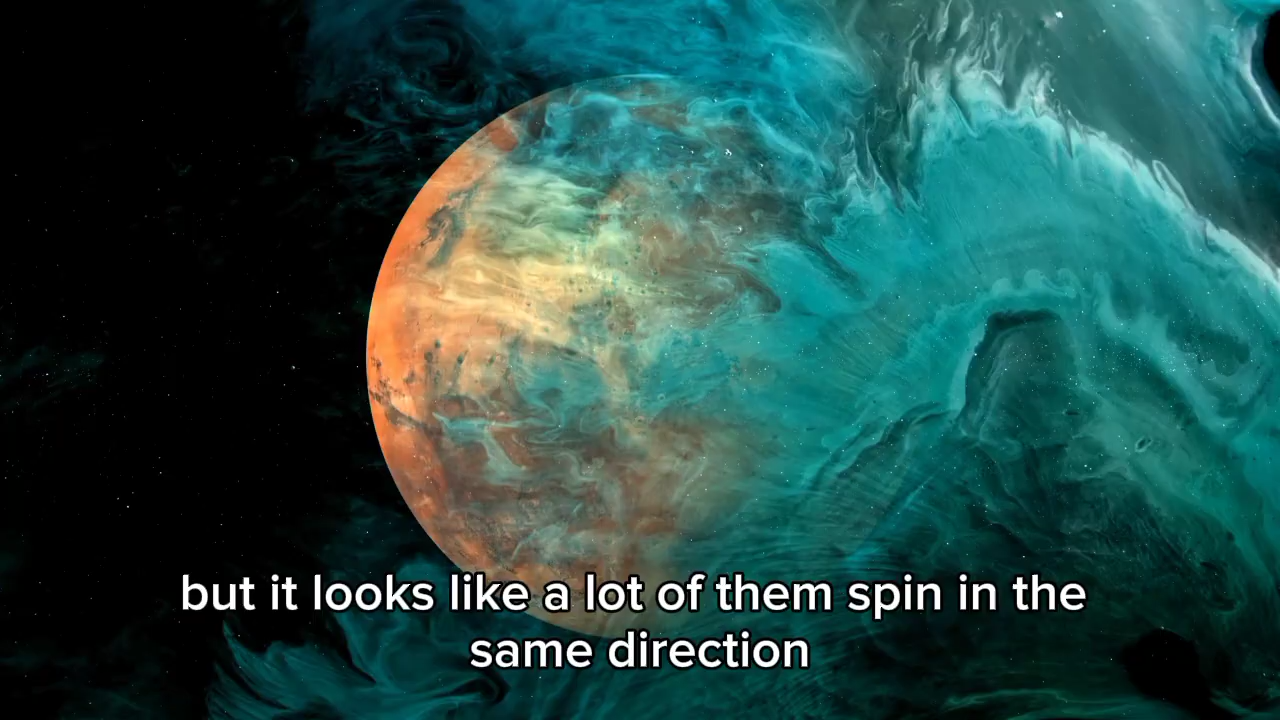 but it looks like a lot of them spin in the
same direction